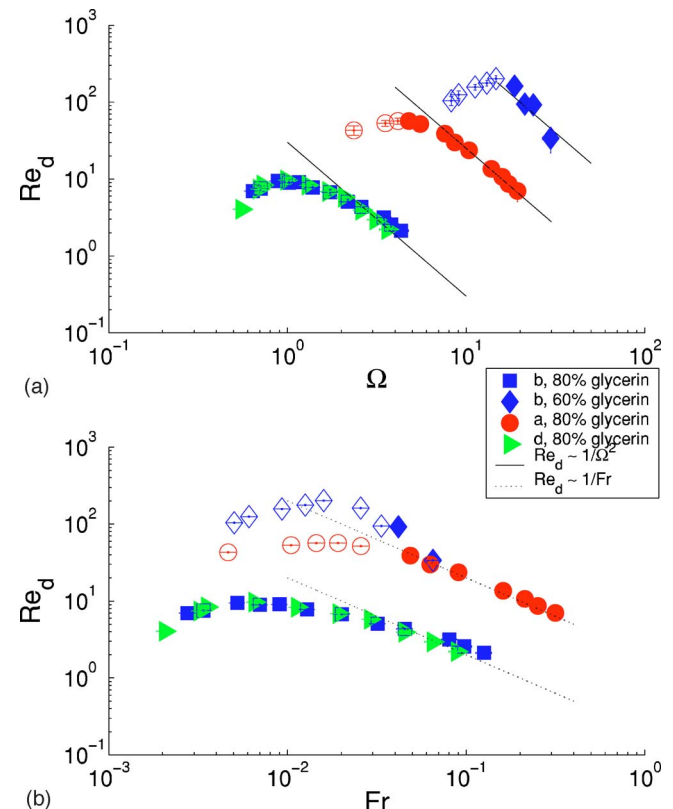 10³
10²
10¹
10⁰
10⁻¹
Re_d
10⁻¹ 10⁰ 10¹ 10²
Ω
(a)
b, 80% glycerin
b, 60% glycerin
a, 80% glycerin
d, 80% glycerin
Re_d ~ 1/Ω²
Re_d ~ 1/Fr
10³
10²
10¹
10⁰
10⁻¹
Re_d
10⁻³ 10⁻² 10⁻¹ 10⁰
Fr
(b)